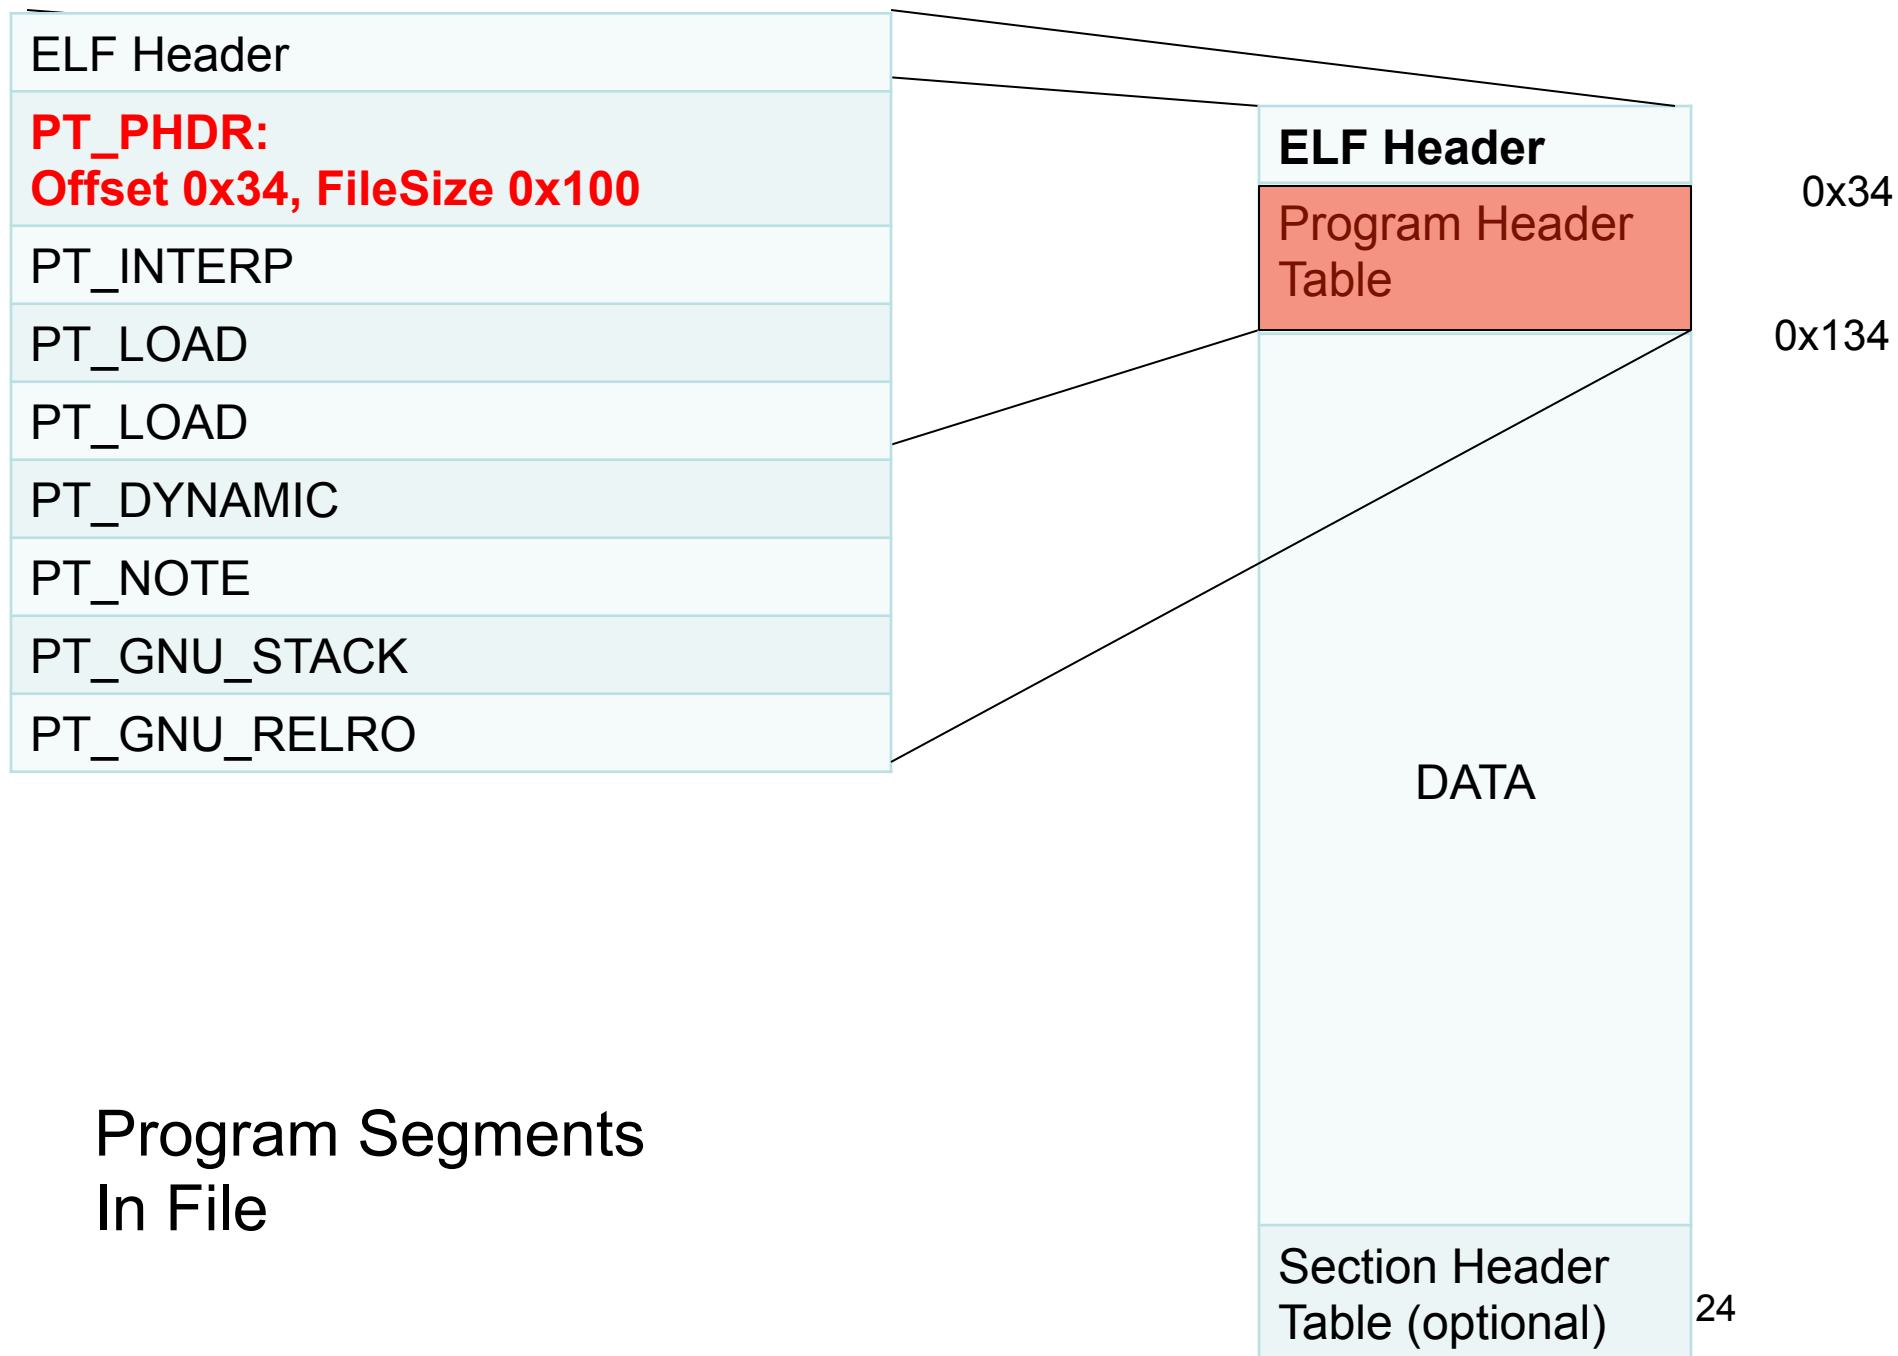 ELF Header
PT_PHDR:
Offset 0x34, FileSize 0x100
PT_INTERP
PT_LOAD
PT_LOAD
PT_DYNAMIC
PT_NOTE
PT_GNU_STACK
PT_GNU_RELRO
Program Segments
In File
ELF Header
0x34
Program Header
Table
0x134
DATA
Section Header
Table (optional)
24